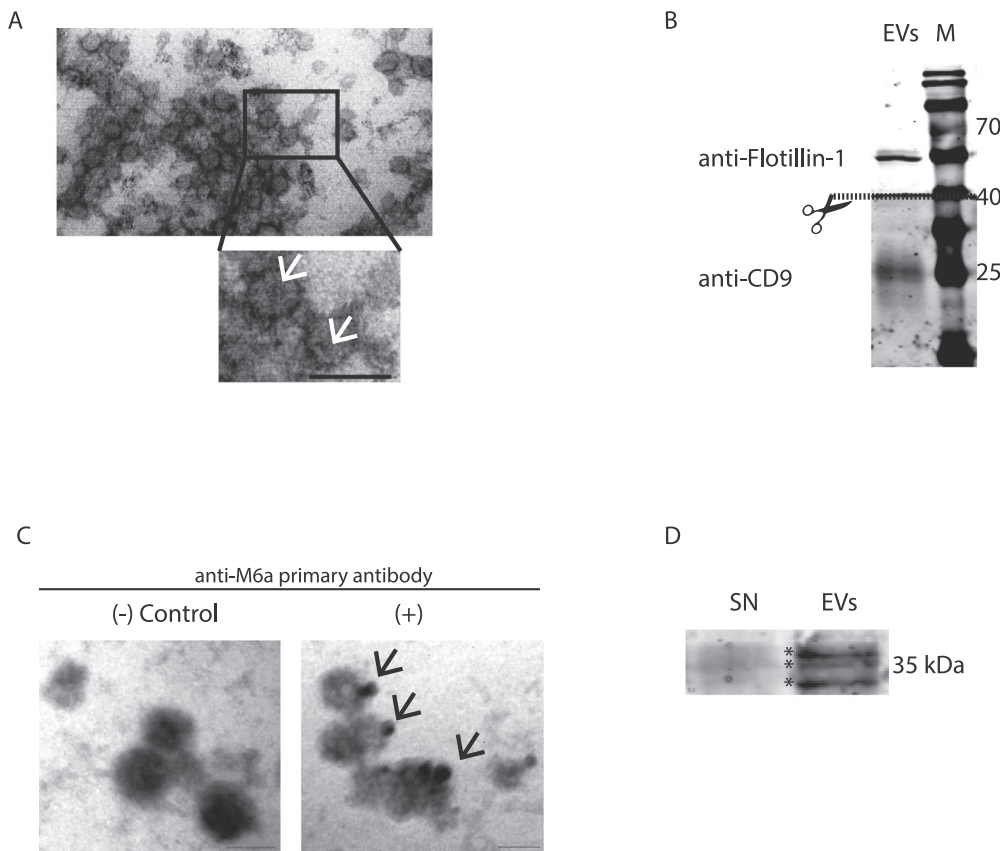 A
B
EVs M
70
anti-Flotillin-1
40
anti-CD9
25
C
anti-M6a primary antibody
(-) Control
(+)
D
SN
EVs
*
*
*
35 kDa